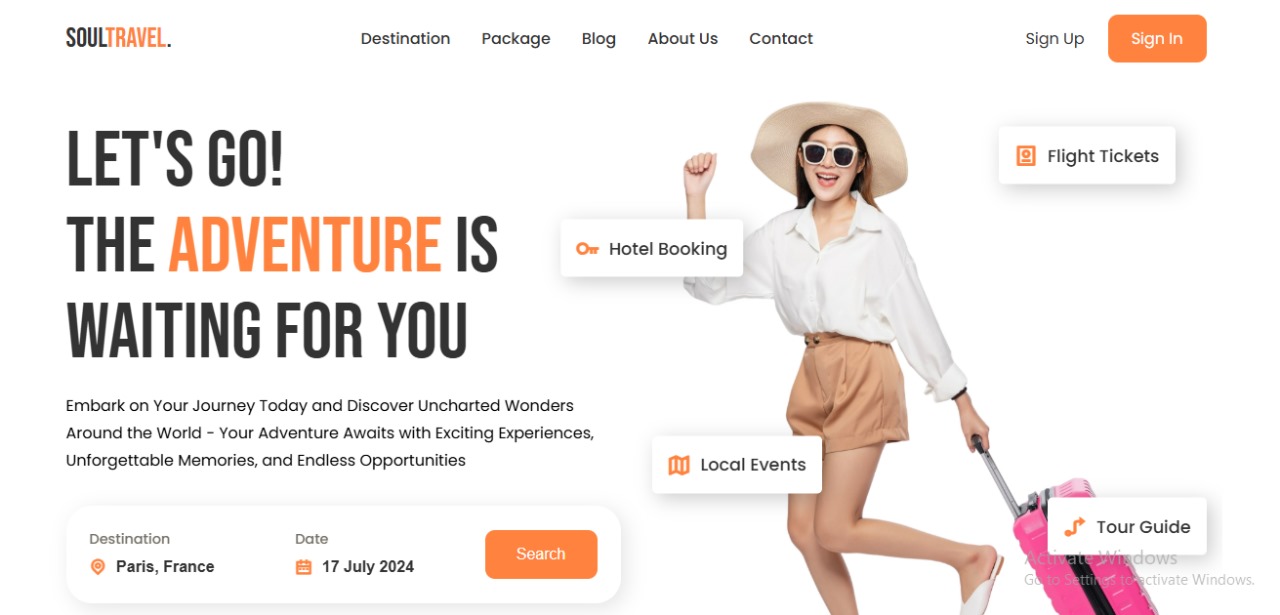 SOULTRAVEL.
Destination Package Blog About Us Contact
Sign Up Sign In
LET'S GO!
THE ADVENTURE IS
WAITING FOR YOU
Embark on Your Journey Today and Discover Uncharted Wonders
Around the World - Your Adventure Awaits with Exciting Experiences,
Unforgettable Memories, and Endless Opportunities
Destination
Paris, France
Date
17 July 2024
Search
Flight Tickets
Hotel Booking
Local Events
Tour Guide
Activate Windows
Go to Settings to activate Windows.